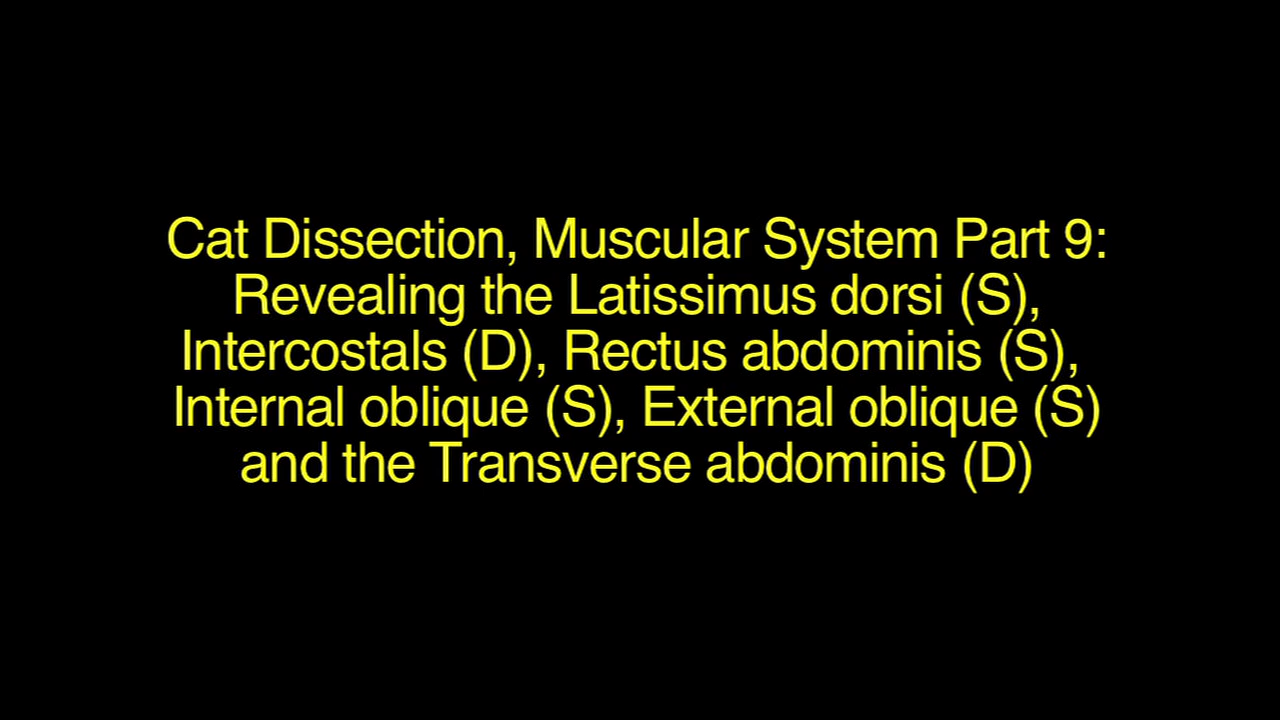 Cat Dissection, Muscular System Part 9:
Revealing the Latissimus dorsi (S),
Intercostals (D), Rectus abdominis (S),
Internal oblique (S), External oblique (S)
and the Transverse abdominis (D)